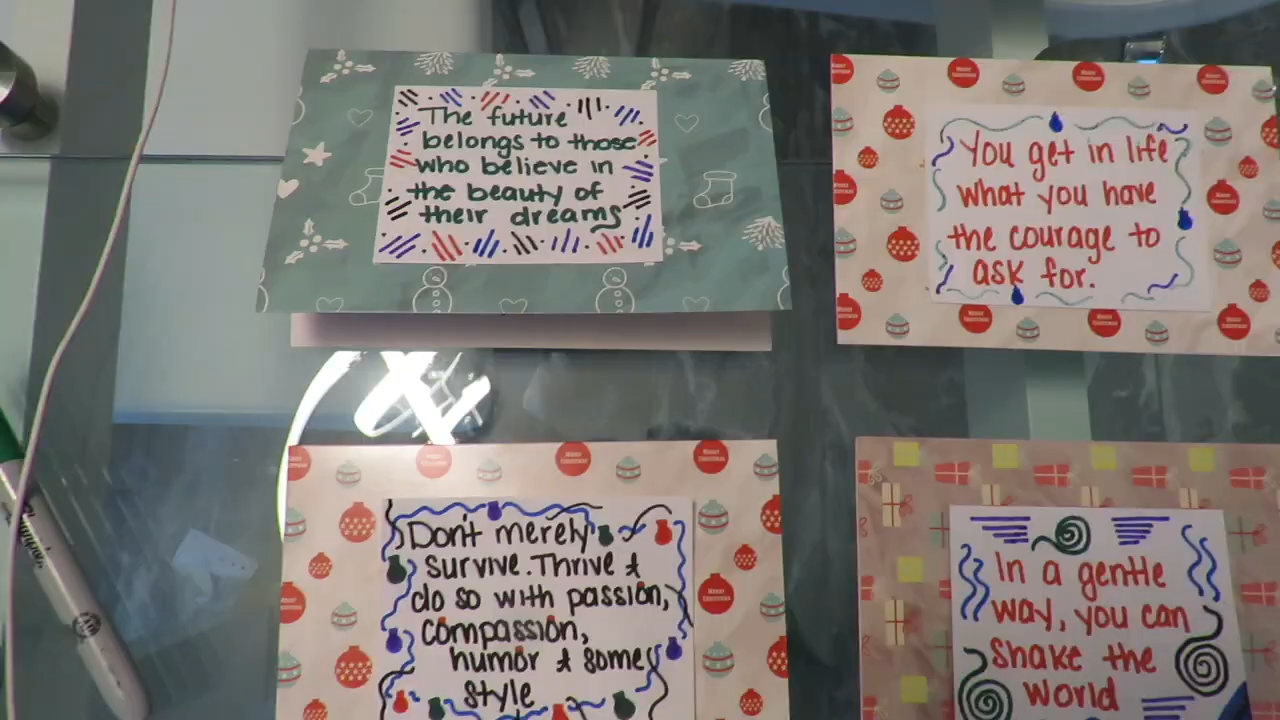 The future
belongs to those
who believe in
the beauty of
their dreams
You get in life
what you have
the courage to
ask for.
Don't merely
survive. Thrive &
do so with passion,
compassion,
humor & some
style
In a gentle
way, you can
shake the
world
Sharpie